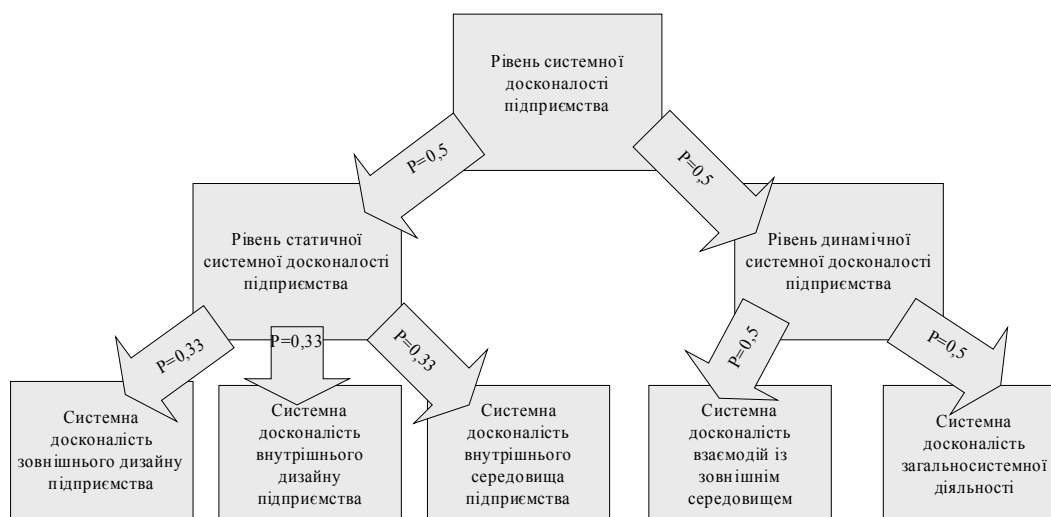 Рівень системної
досконалості
підприємства
P=0,5
P=0,5
Рівень статичної
системної досконалості
підприємства
Рівень динамічної
системної досконалості
підприємства
P=0,33
P=0,33
P=0,33
P=0,5
P=0,5
Системна
досконалість
зовнішнього дизайну
підприємства
Системна
досконалість
внутрішнього
дизайну
підприємства
Системна
досконалість
внутрішнього
середовища
підприємства
Системна
досконалість
взаємодій із
зовнішнім
середовищем
Системна
досконалість
загальносистемної
діяльності